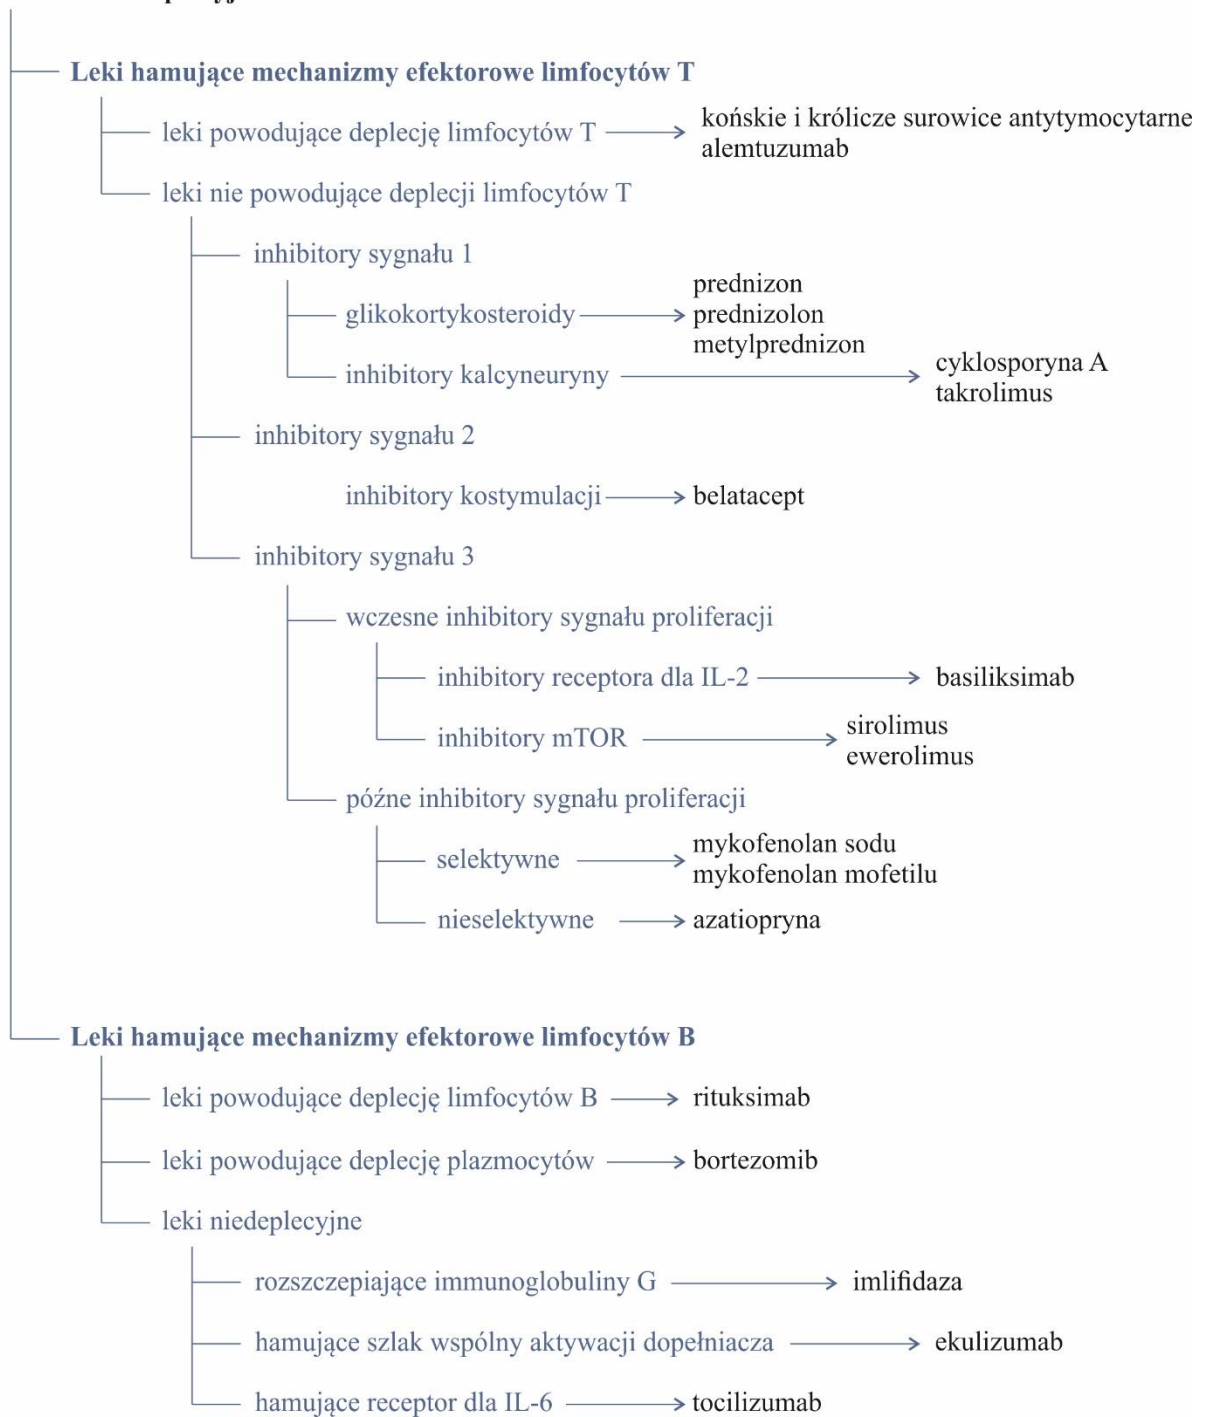 Leki hamujące mechanizmy efektorowe limfocytów T
leki powodujące deplecję limfocytów T
końskie i królicze surowice antytymocytarne
alemtuzumab
leki nie powodujące deplecji limfocytów T
inhibitory sygnału 1
glikokortykosteroidy
prednizon
prednizolon
metylprednizon
inhibitory kalcyneuryny
cyklosporyna A
takrolimus
inhibitory sygnału 2
inhibitory kostymulacji
belatacept
inhibitory sygnału 3
wczesne inhibitory sygnału proliferacji
inhibitory receptora dla IL-2
basiliksimab
inhibitory mTOR
sirolimus
ewerolimus
późne inhibitory sygnału proliferacji
selektywne
mykofenolan sodu
mykofenolan mofetilu
nieselektywne
azatiopryna
Leki hamujące mechanizmy efektorowe limfocytów B
leki powodujące deplecję limfocytów B
rituksimab
leki powodujące deplecję plazmocytów
bortezomib
leki niedeplecyjne
rozszczepiające immunoglobuliny G
imlifidaza
hamujące szlak wspólny aktywacji dopełniacza
ekulizumab
hamujące receptor dla IL-6
tocilizumab